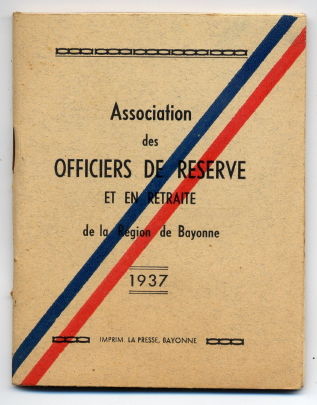 Association
des
OFFICIERS DE RESERVE
ET EN RETRAITE
de la Région de Bayonne
1937
IMPRIM. LA PRESSE, BAYONNE